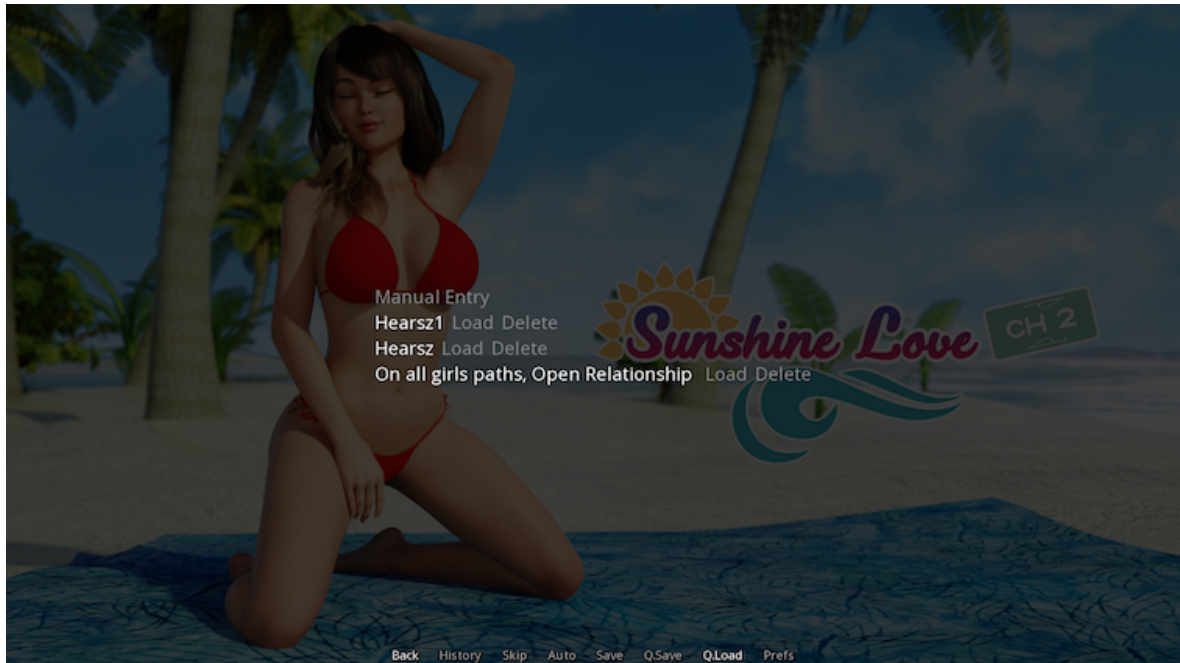 Manual Entry
Hearsz1 Load Delete
Hearsz Load Delete
On all girls paths, Open Relationship Load Delete
Sunshine Love
CH 2
Back History Skip Auto Save Q.Save Q.Load Prefs